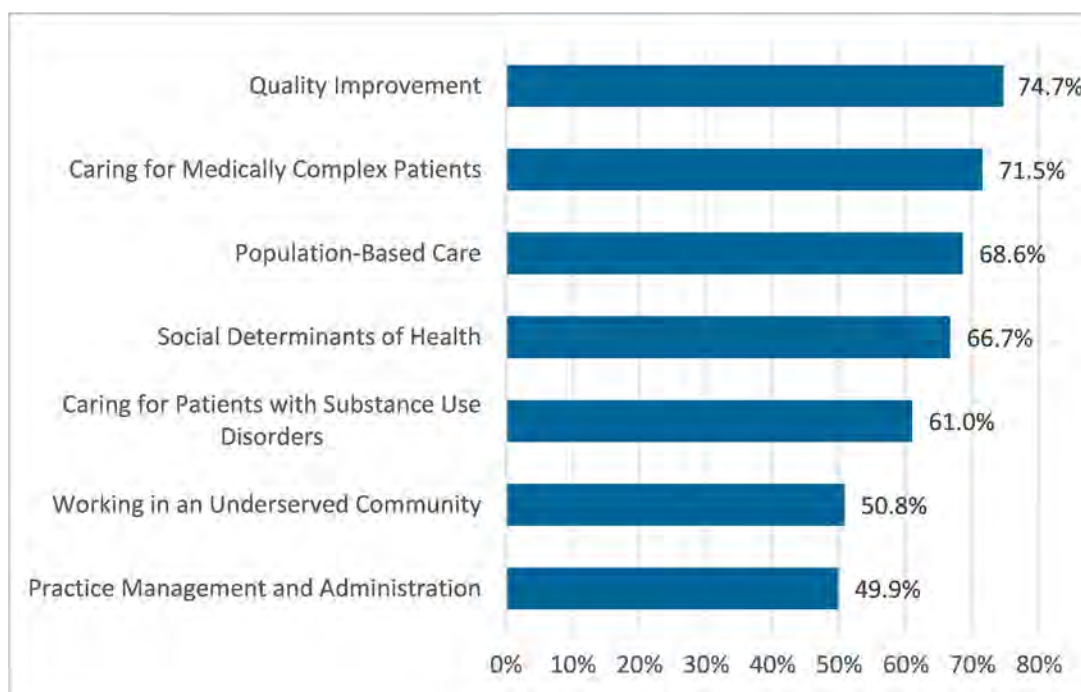 Quality Improvement
74.7%
Caring for Medically Complex Patients
71.5%
Population-Based Care
68.6%
Social Determinants of Health
66.7%
Caring for Patients with Substance Use
Disorders
61.0%
Working in an Underserved Community
50.8%
Practice Management and Administration
49.9%
0% 10% 20% 30% 40% 50% 60% 70% 80%